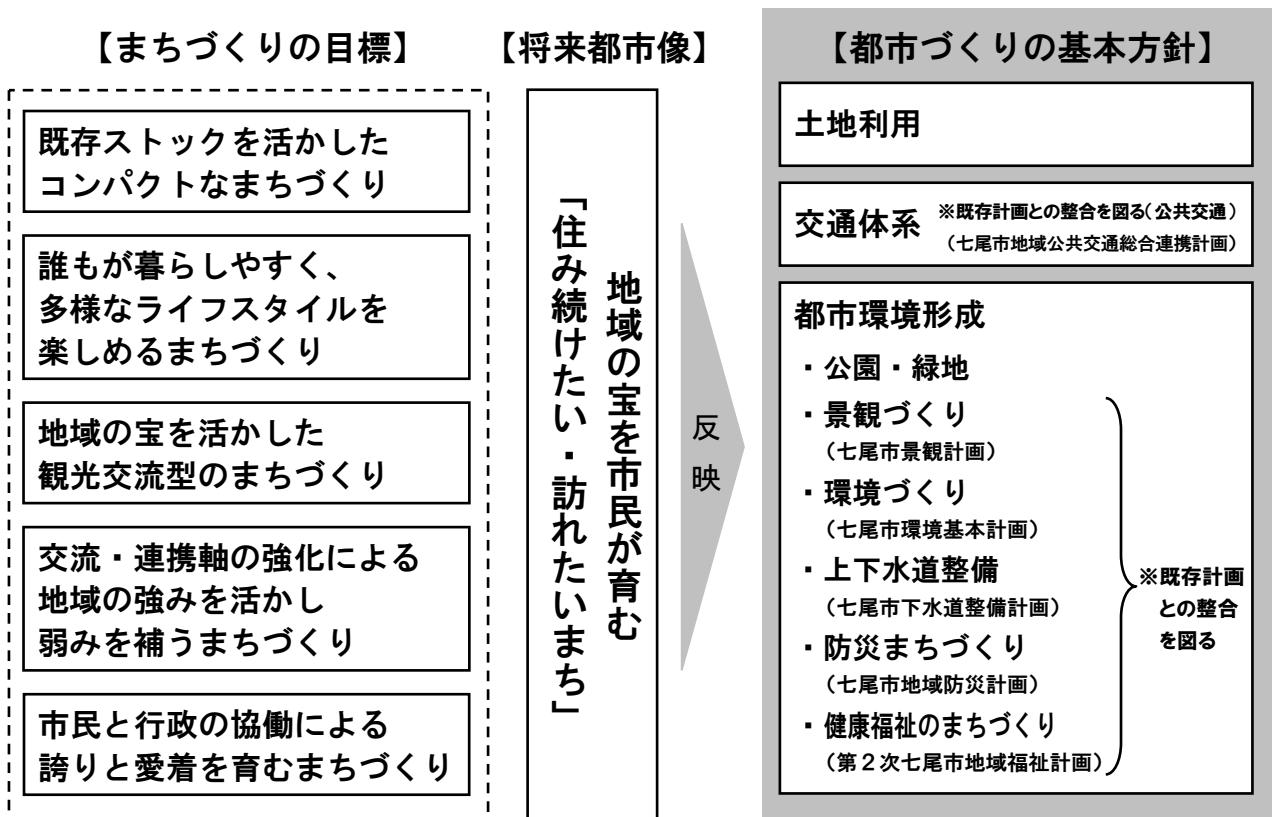 【まちづくりの目標】
既存ストックを活かした
コンパクトなまちづくり
誰もが暮らしやすく、
多様なライフスタイルを
楽しめるまちづくり
地域の宝を活かした
観光交流型のまちづくり
交流・連携軸の強化による
地域の強みを活かし
弱みを補うまちづくり
市民と行政の協働による
誇りと愛着を育むまちづくり
【将来都市像】
地域の宝を市民が育む
「住み続けたい・訪れたいまち」
反映
【都市づくりの基本方針】
土地利用
交通体系 ※既存計画との整合を図る(公共交通)
(七尾市地域公共交通総合連携計画)
都市環境形成
・公園・緑地
・景観づくり
(七尾市景観計画)
・環境づくり
(七尾市環境基本計画)
・上下水道整備
(七尾市下水道整備計画)
・防災まちづくり
(七尾市地域防災計画)
・健康福祉のまちづくり
(第2次七尾市地域福祉計画)
※既存計画
との整合
を図る